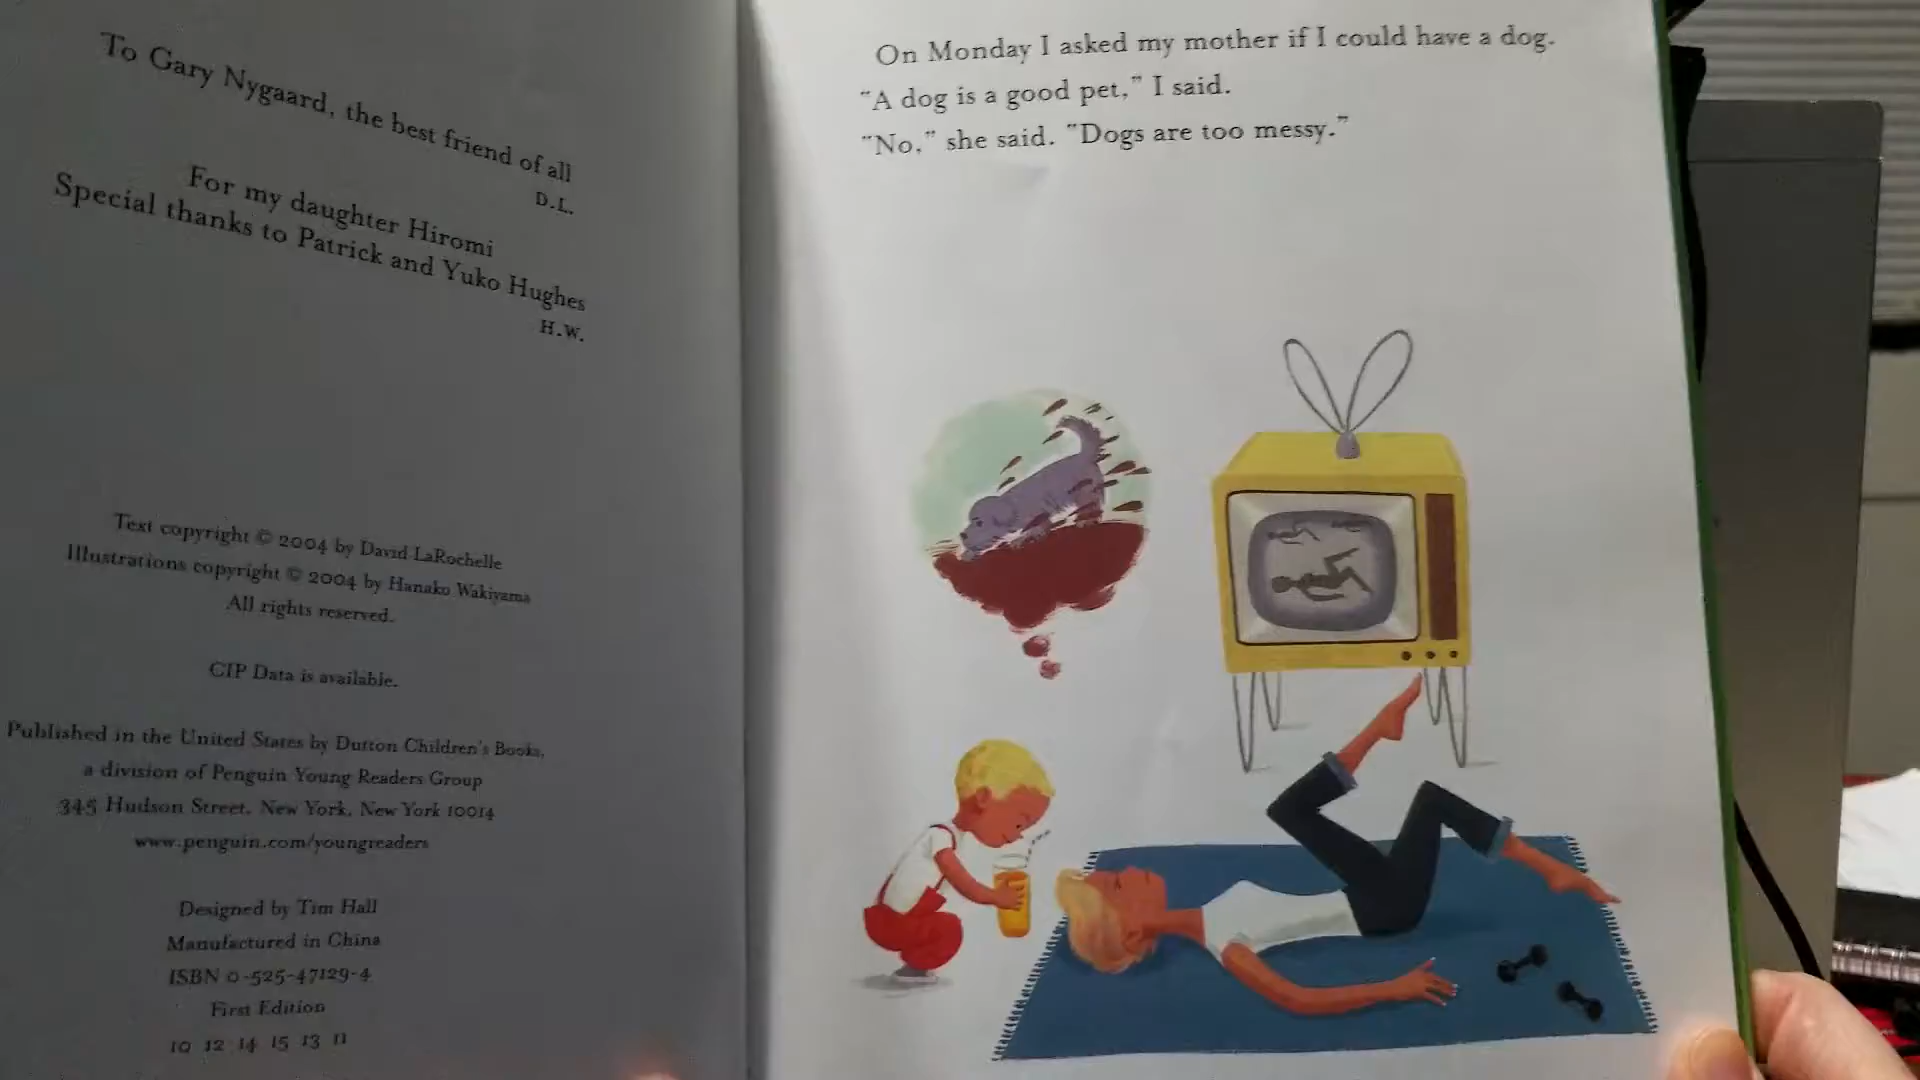 To Gary Nygaard, the best friend of all
D.L.
For my daughter Hiromi
Special thanks to Patrick and Yuko Hughes
H.W.
Text copyright © 2004 by David LaRochelle
Illustrations copyright © 2004 by Hanako Wakiyama
All rights reserved.
CIP Data is available.
Published in the United States by Dutton Children's Books,
a division of Penguin Young Readers Group
345 Hudson Street, New York, New York 10014
www.penguin.com/youngreaders
Designed by Tim Hall
Manufactured in China
ISBN 0-525-47129-4
First Edition
10 12 14 15 13 11
On Monday I asked my mother if I could have a dog.
"A dog is a good pet," I said.
"No," she said. "Dogs are too messy."